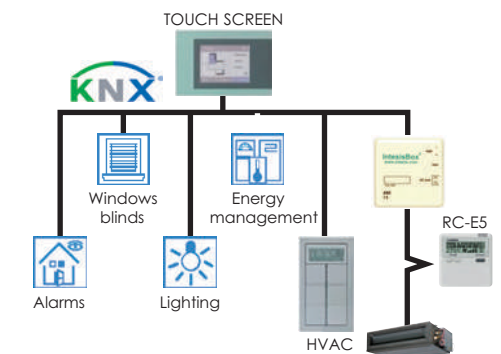 TOUCH SCREEN
KNX
IntesisBox
Windows
blinds
Energy
management
RC-E5
Alarms
Lighting
HVAC